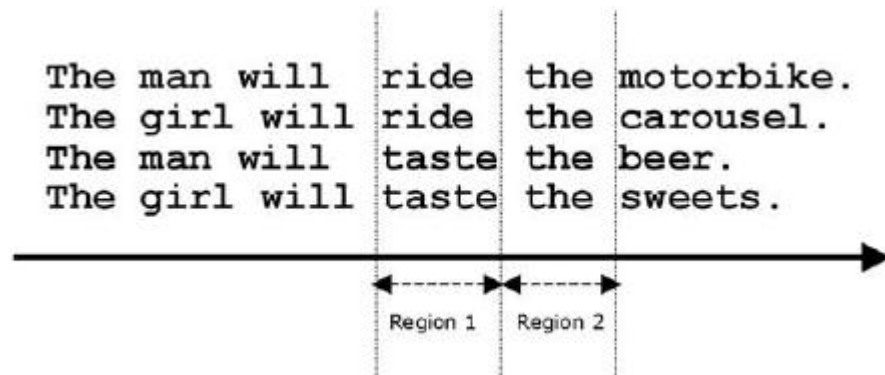 The man will ride the motorbike.
The girl will ride the carousel.
The man will taste the beer.
The girl will taste the sweets.
Region 1 Region 2